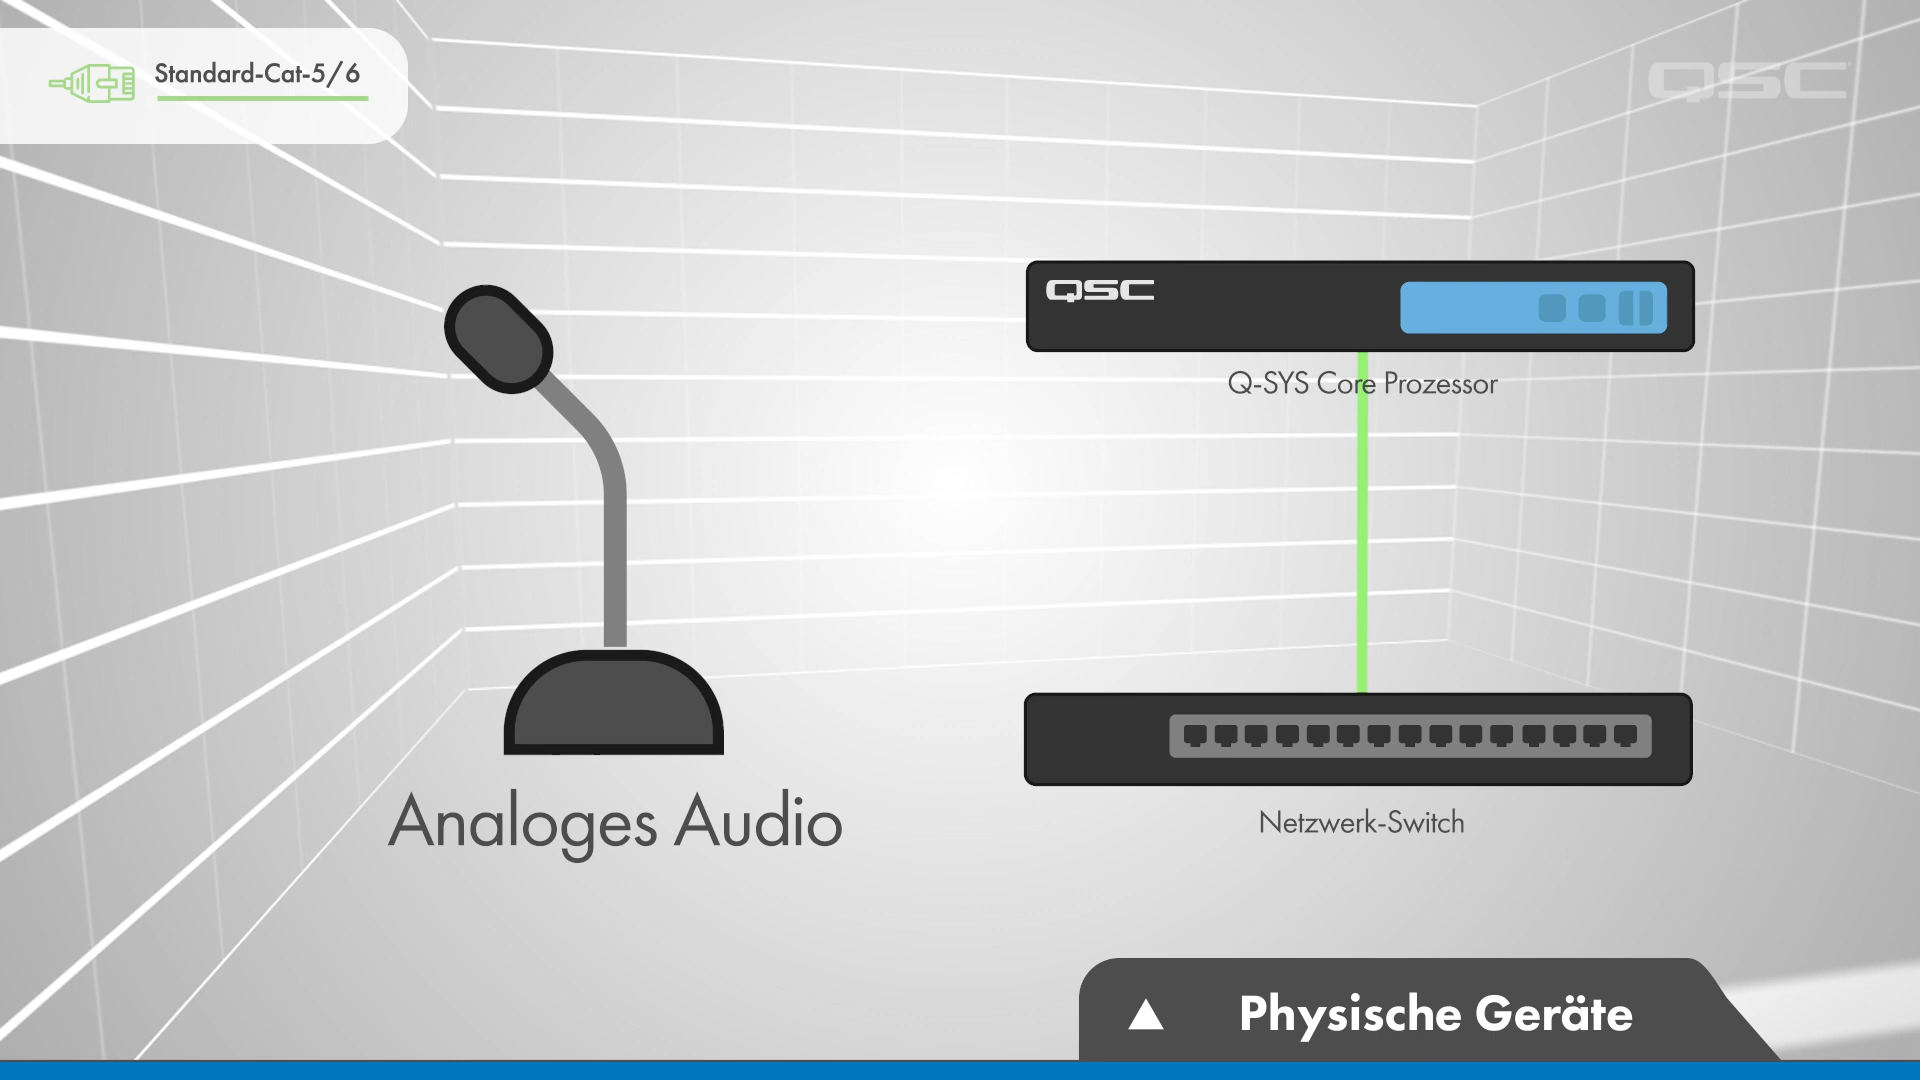 Standard-Cat-5/6
QSC
QSC
Q-SYS Core Prozessor
Analoges Audio
Netzwerk-Switch
Physische Geräte